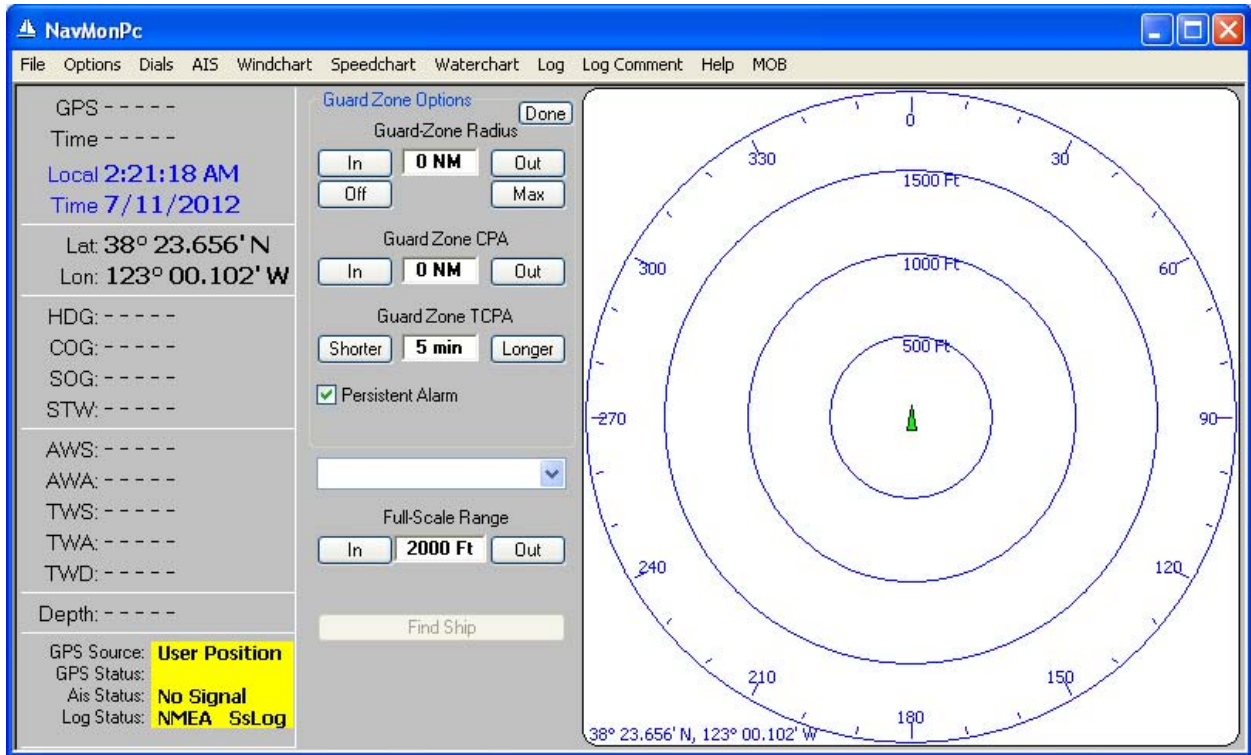 NavMonPc
File Options Dials AIS Windchart Speedchart Waterchart Log Log Comment Help MOB
GPS - - - - -
Time - - - - -
Local 2:21:18 AM
Time 7/11/2012
Lat: 38° 23.656' N
Lon: 123° 00.102' W
HDG: - - - - -
COG: - - - - -
SOG: - - - - -
STW: - - - - -
AWS: - - - - -
AWA: - - - - -
TWS: - - - - -
TWA: - - - - -
TWD: - - - - -
Depth: - - - - -
GPS Source: User Position
GPS Status:
Ais Status: No Signal
Log Status: NMEA SsLog
Guard Zone Options
Done
Guard-Zone Radius
In 0 NM Out
Off Max
Guard Zone CPA
In 0 NM Out
Guard Zone TCPA
Shorter 5 min Longer
Persistent Alarm
Full-Scale Range
In 2000 Ft Out
Find Ship
0
330 30
1500 Ft
300 1000 Ft 60
500 Ft
270 90
240 120
210 150
180
38° 23.656' N, 123° 00.102' W